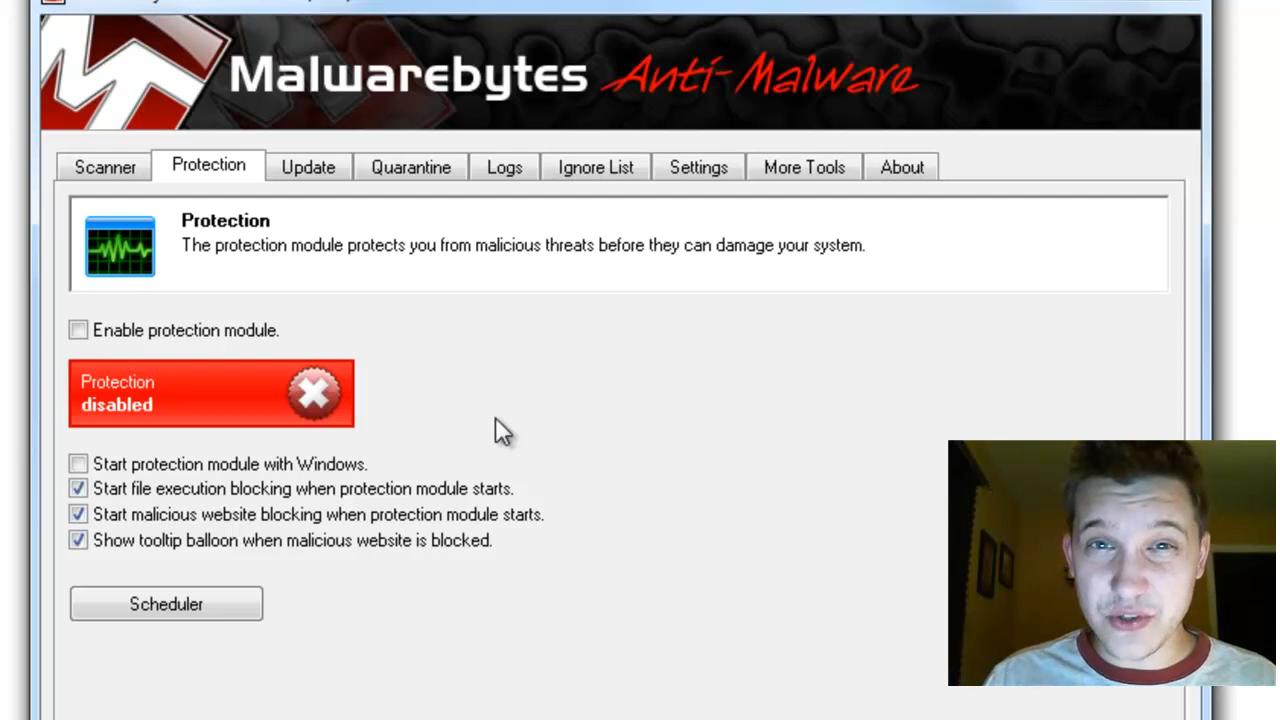 Malwarebytes Anti-Malware
Scanner Protection Update Quarantine Logs Ignore List Settings More Tools About
Protection
The protection module protects you from malicious threats before they can damage your system.
Enable protection module.
Protection
disabled
Start protection module with Windows.
Start file execution blocking when protection module starts.
Start malicious website blocking when protection module starts.
Show tooltip balloon when malicious website is blocked.
Scheduler